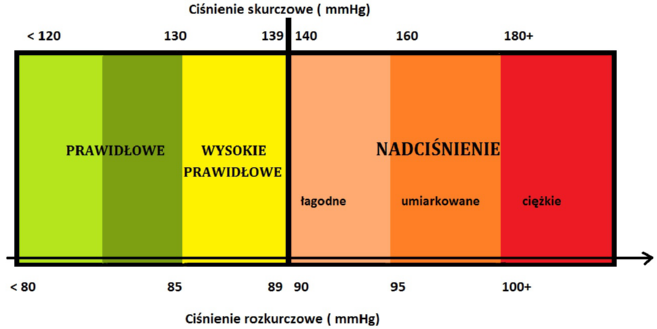 Ciśnienie skurczowe ( mmHg)
< 120 130 139 140 160 180+
PRAWIDŁOWE WYSOKIE NADCIŚNIENIE
PRAWIDŁOWE
łagodne umiarkowane ciężkie
< 80 85 89 90 95 100+
Ciśnienie rozkurczowe ( mmHg)